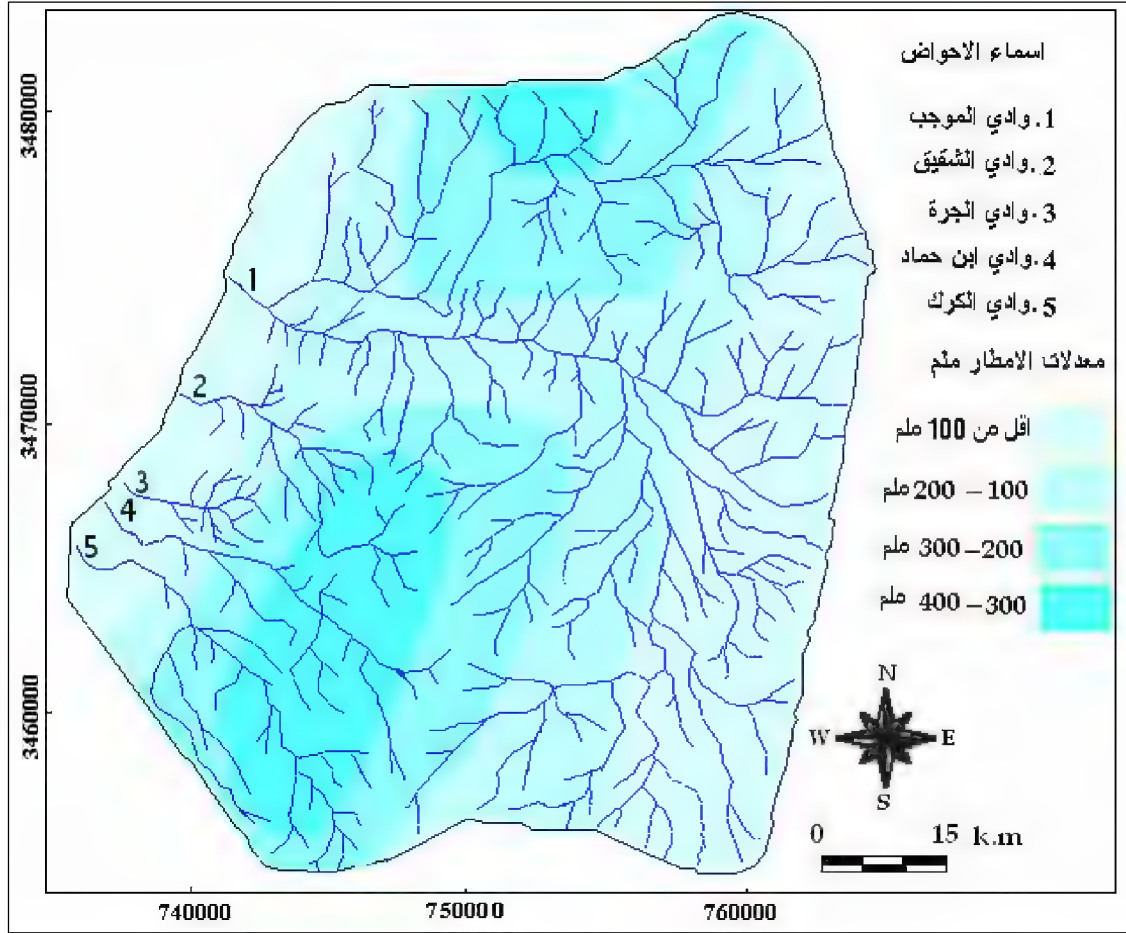 اسماء الاحواض
1. وادي الموجب
2. وادي الشقيق
3. وادي الجرة
4. وادي ابن حماد
5. وادي الكرك
معدلات الامطار ملم
اقل من 100 ملم
100 – 200 ملم
200 – 300 ملم
300 – 400 ملم
N
W E
S
0 15 k.m
3480000
3470000
3460000
740000 750000 760000
1
2
3
4
5